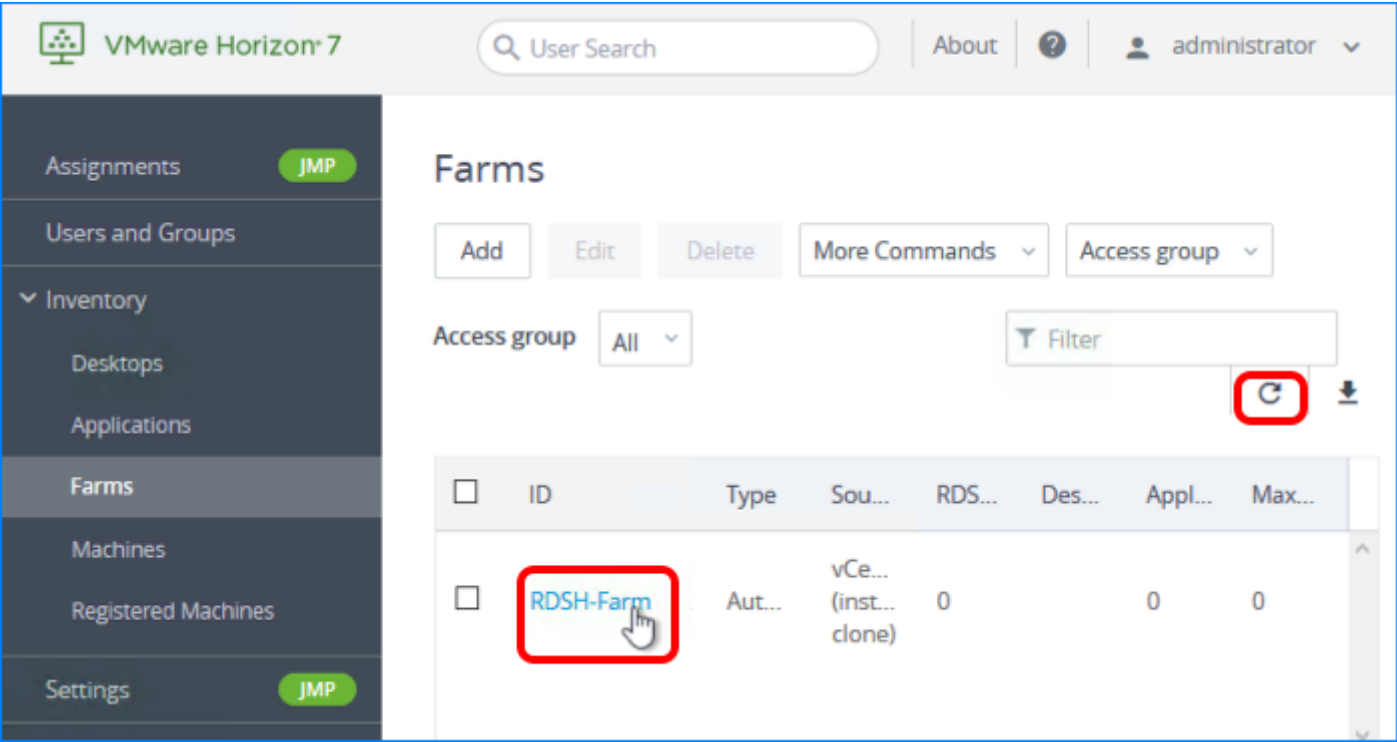 VMware Horizon® 7
User Search
About
administrator
Assignments JMP
Users and Groups
Inventory
Desktops
Applications
Farms
Machines
Registered Machines
Settings JMP
Farms
Add Edit Delete More Commands Access group
Access group All Filter
ID Type Sou... RDS... Des... Appl... Max...
RDSH-Farm Aut... vCe... 0 0 0
(inst...
clone)